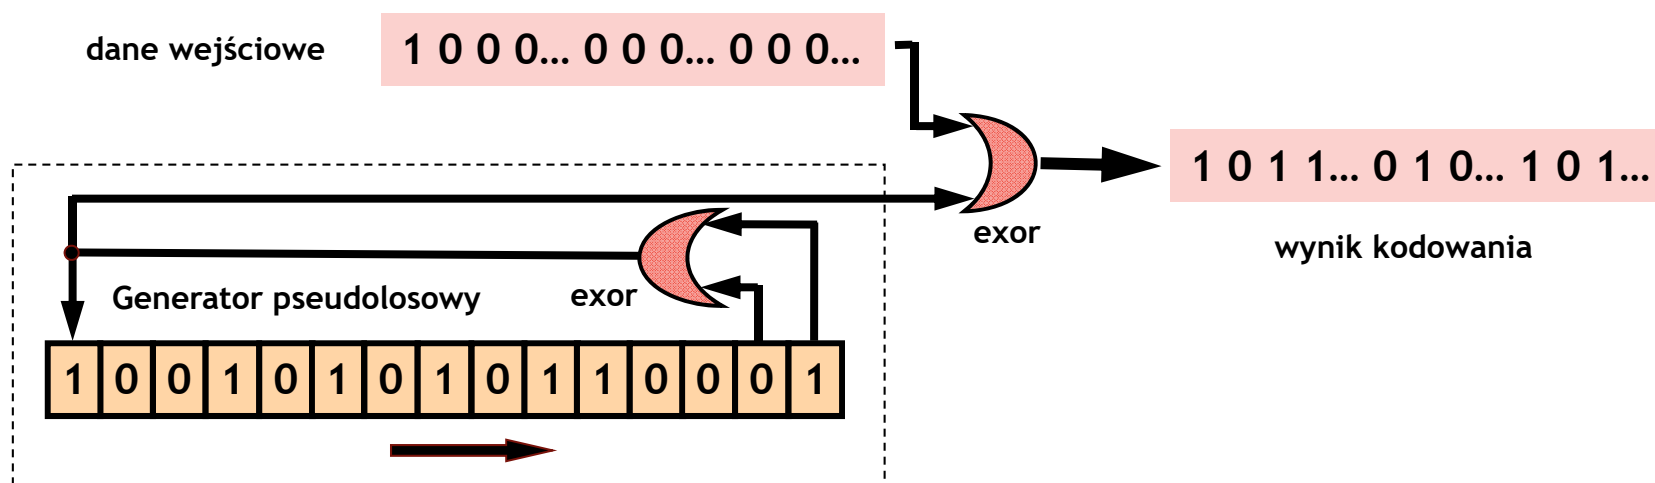 dane wejściowe
1 0 0 0... 0 0 0... 0 0 0...
1 0 1 1... 0 1 0... 1 0 1...
exor
wynik kodowania
Generator pseudolosowy
exor
1 0 0 1 0 1 0 1 0 1 1 0 0 0 1